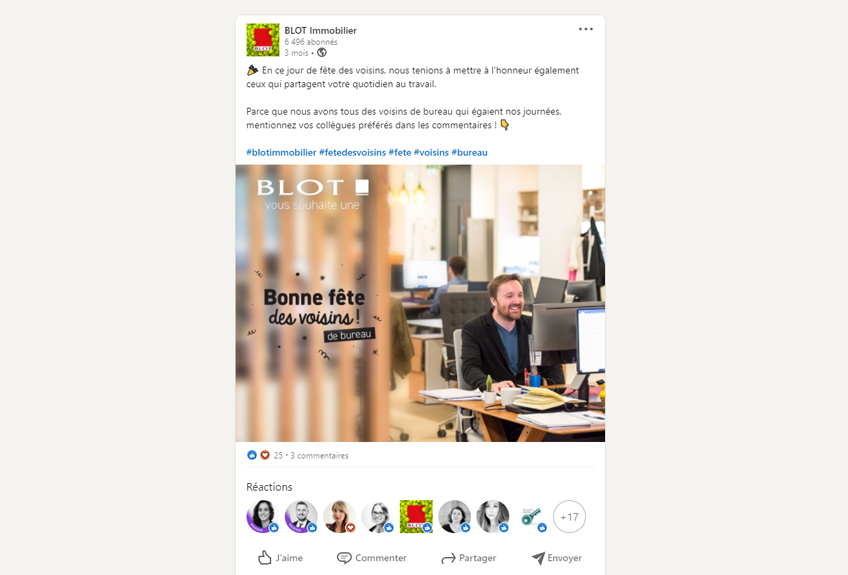 BLOT Immobilier
6 496 abonnés
3 mois •
En ce jour de fête des voisins, nous tenions à mettre à l'honneur également
ceux qui partagent votre quotidien au travail.
Parce que nous avons tous des voisins de bureau qui égaient nos journées,
mentionnez vos collègues préférés dans les commentaires !
#blotimmobilier #fetedesvoisins #fete #voisins #bureau
BLOT
vous souhaite une
Bonne fête
des voisins !
de bureau
25 • 3 commentaires
Réactions
+17
J'aime Commenter Partager Envoyer